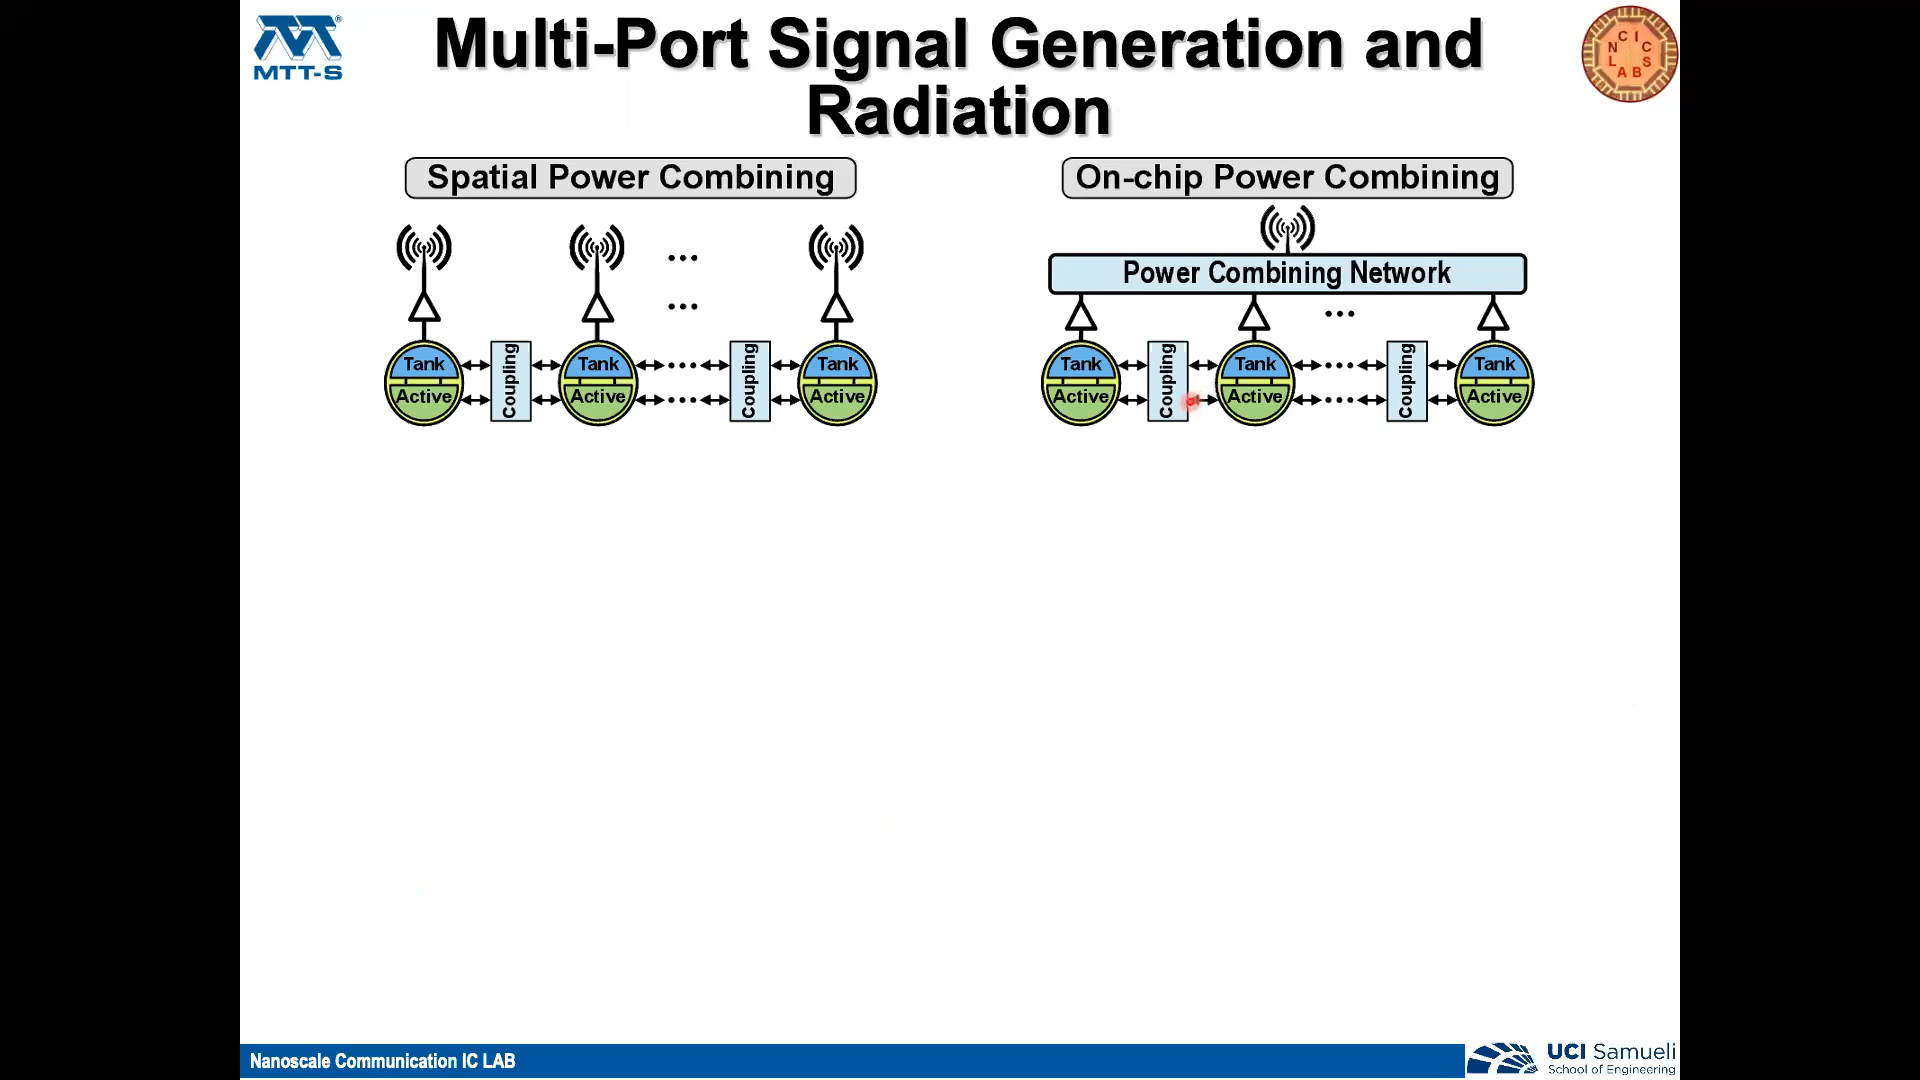 MTT-S
®
Multi-Port Signal Generation and
Radiation
N C I C
L A B S
Spatial Power Combining
On-chip Power Combining
Power Combining Network
...
...
...
Tank
Active
Coupling
Tank
Active
...
...
Coupling
Tank
Active
Tank
Active
Coupling
Tank
Active
...
...
Coupling
Tank
Active
Nanoscale Communication IC LAB
UCI Samueli
School of Engineering